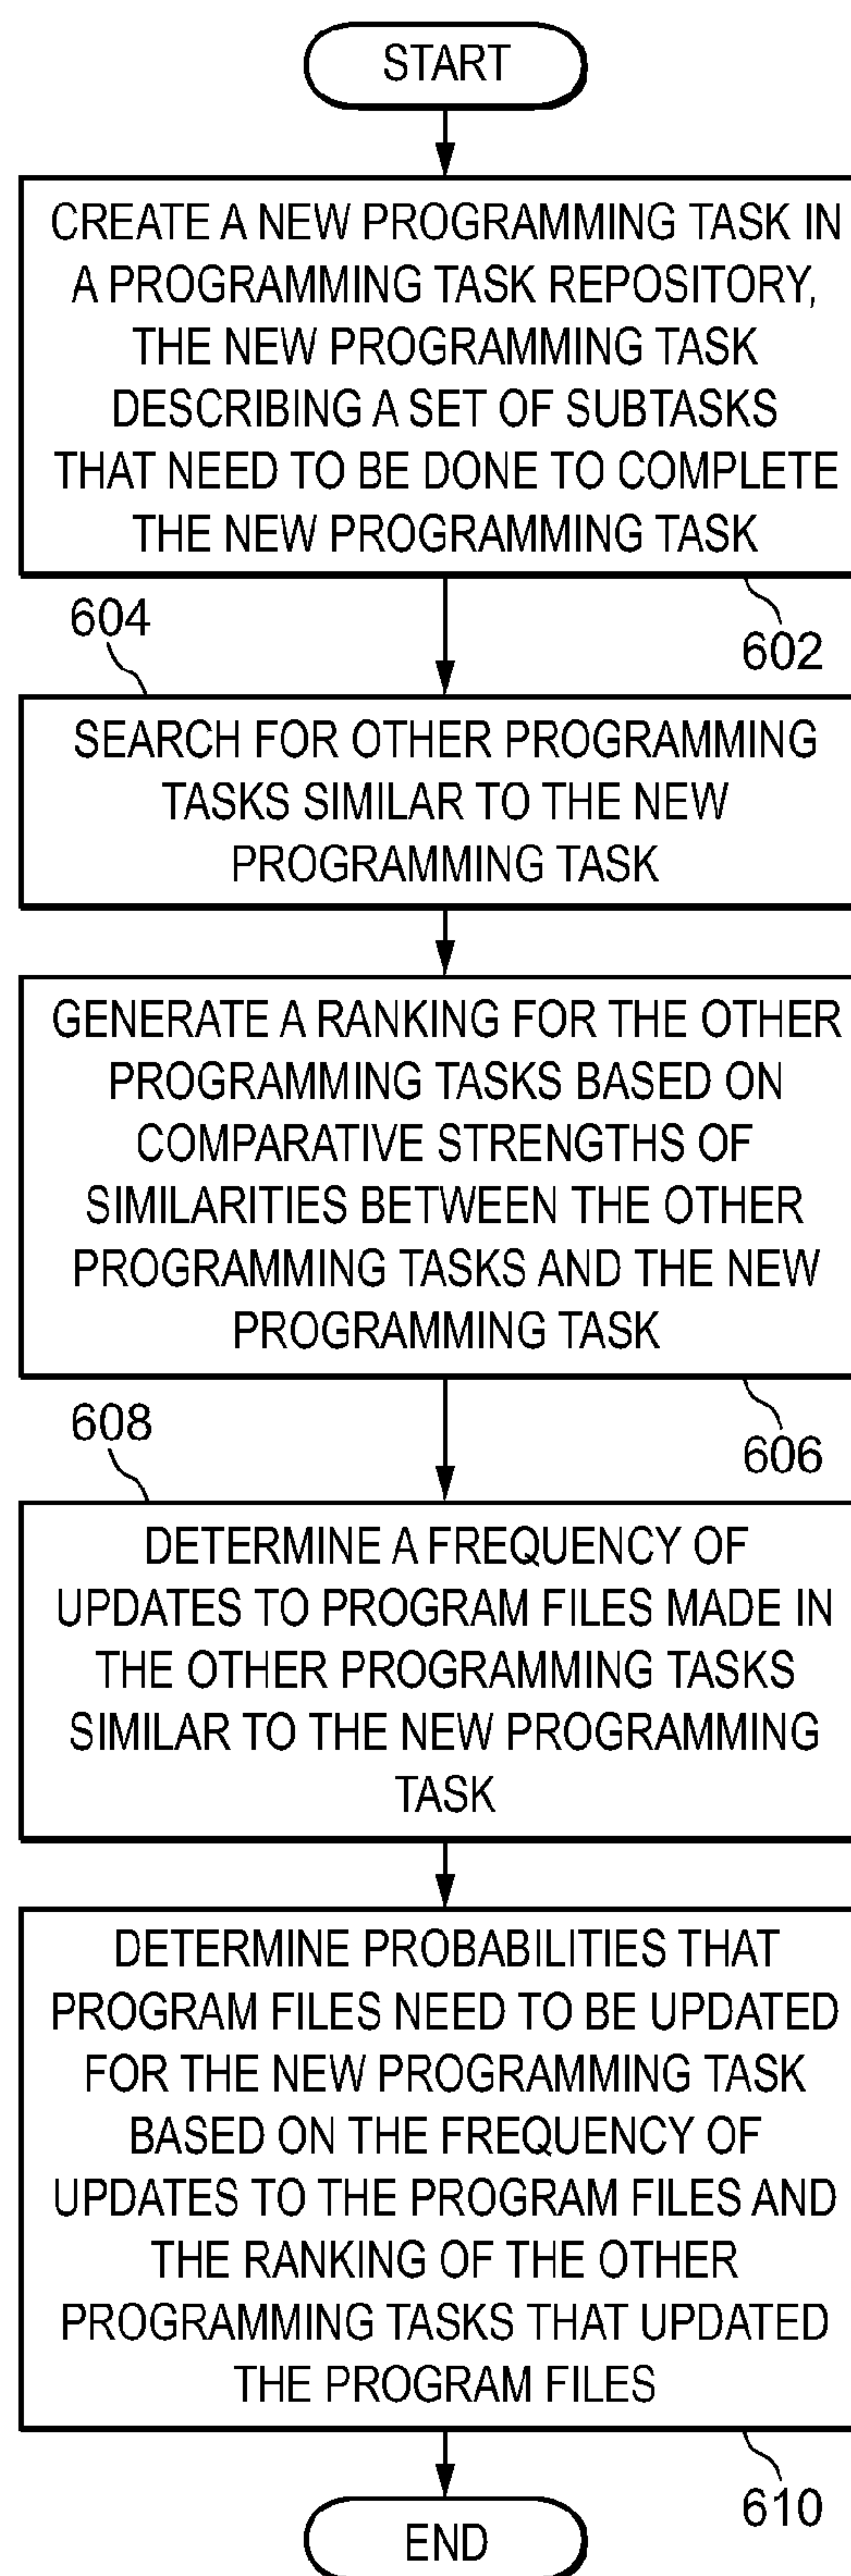 START
CREATE A NEW PROGRAMMING TASK IN
A PROGRAMMING TASK REPOSITORY,
THE NEW PROGRAMMING TASK
DESCRIBING A SET OF SUBTASKS
THAT NEED TO BE DONE TO COMPLETE
THE NEW PROGRAMMING TASK
602
604
SEARCH FOR OTHER PROGRAMMING
TASKS SIMILAR TO THE NEW
PROGRAMMING TASK
GENERATE A RANKING FOR THE OTHER
PROGRAMMING TASKS BASED ON
COMPARATIVE STRENGTHS OF
SIMILARITIES BETWEEN THE OTHER
PROGRAMMING TASKS AND THE NEW
PROGRAMMING TASK
606
608
DETERMINE A FREQUENCY OF
UPDATES TO PROGRAM FILES MADE IN
THE OTHER PROGRAMMING TASKS
SIMILAR TO THE NEW PROGRAMMING
TASK
DETERMINE PROBABILITIES THAT
PROGRAM FILES NEED TO BE UPDATED
FOR THE NEW PROGRAMMING TASK
BASED ON THE FREQUENCY OF
UPDATES TO THE PROGRAM FILES AND
THE RANKING OF THE OTHER
PROGRAMMING TASKS THAT UPDATED
THE PROGRAM FILES
610
END